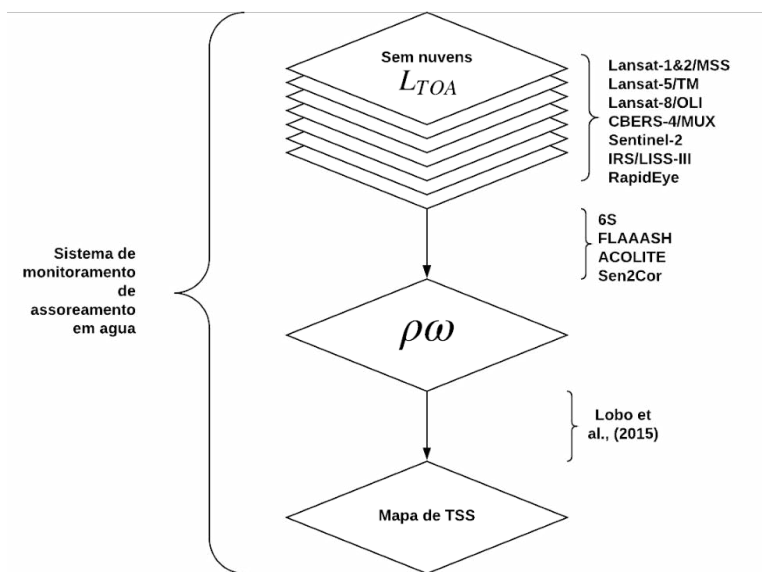 Sem nuvens
L_TOA
Lansat-1&2/MSS
Lansat-5/TM
Lansat-8/OLI
CBERS-4/MUX
Sentinel-2
IRS/LISS-III
RapidEye
6S
FLAAASH
ACOLITE
Sen2Cor
Sistema de
monitoramento
de
assoreamento
em agua
ρω
Lobo et
al., (2015)
Mapa de TSS